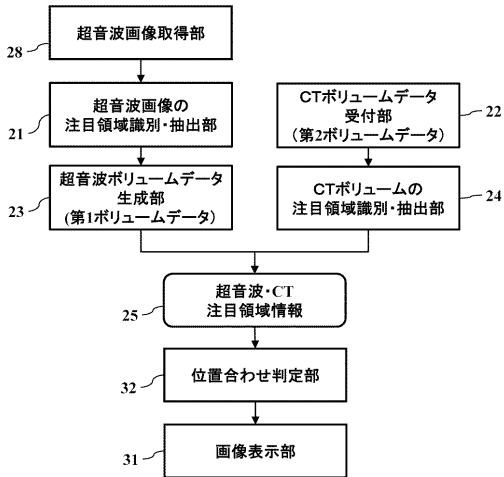 超音波画像取得部
28
超音波画像の
注目領域識別・抽出部
21
CTボリュームデータ
受付部
(第2ボリュームデータ)
22
超音波ボリュームデータ
生成部
(第1ボリュームデータ)
23
CTボリュームの
注目領域識別・抽出部
24
超音波・CT
注目領域情報
25
位置合わせ判定部
32
画像表示部
31